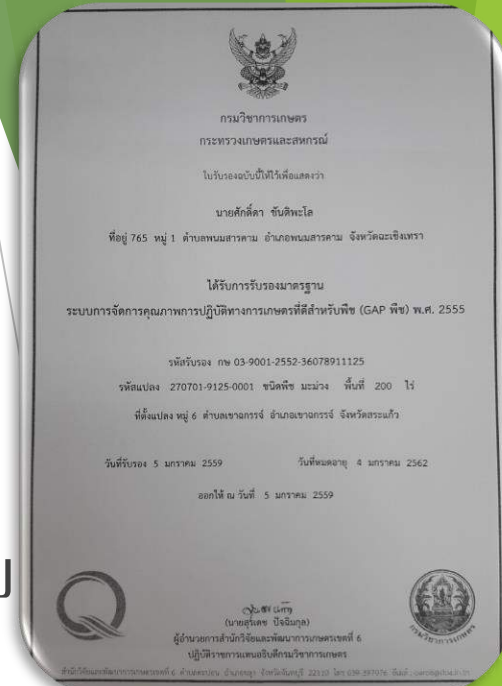 กรมวิชาการเกษตร
กระทรวงเกษตรและสหกรณ์
ใบรับรองฉบับนี้ให้ไว้เพื่อแสดงว่า
นายศักดิ์ดา ขันติพะโล
ที่อยู่ 765 หมู่ 1 ตำบลพนมสารคาม อำเภอพนมสารคาม จังหวัดฉะเชิงเทรา
ได้รับการรับรองมาตรฐาน
ระบบการจัดการคุณภาพการปฏิบัติทางการเกษตรที่ดีสำหรับพืช (GAP พืช) พ.ศ. 2555
รหัสรับรอง กษ 03-9001-2552-36078911125
รหัสแปลง 270701-9125-0001 ชนิดพืช มะม่วง พื้นที่ 200 ไร่
ที่ตั้งแปลง หมู่ 6 ตำบลเขาฉกรรจ์ อำเภอเขาฉกรรจ์ จังหวัดสระแก้ว
วันที่รับรอง 5 มกราคม 2559 วันที่หมดอายุ 4 มกราคม 2562
ออกให้ ณ วันที่ 5 มกราคม 2559
(นายสุรเดช ปัจฉิมกุล)
ผู้อำนวยการสำนักวิจัยและพัฒนาการเกษตรเขตที่ 6
ปฏิบัติราชการแทนอธิบดีกรมวิชาการเกษตร
กรมวิชาการเกษตร